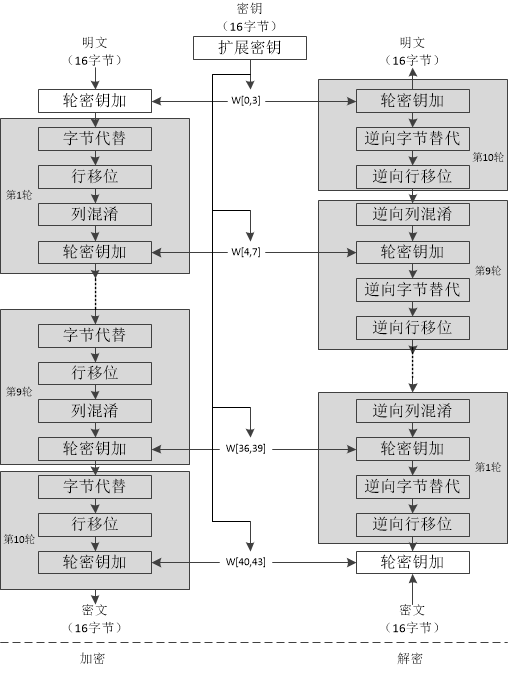 密钥
(16字节)
扩展密钥
明文
(16字节)
轮密钥加
第1轮
字节代替
行移位
列混淆
轮密钥加
第9轮
字节代替
行移位
列混淆
轮密钥加
第10轮
字节代替
行移位
轮密钥加
密文
(16字节)
加密
W[0,3]
W[4,7]
W[36,39]
W[40,43]
明文
(16字节)
轮密钥加
逆向字节替代
逆向行移位
第10轮
逆向列混淆
轮密钥加
逆向字节替代
逆向行移位
第9轮
逆向列混淆
轮密钥加
逆向字节替代
逆向行移位
第1轮
轮密钥加
密文
(16字节)
解密